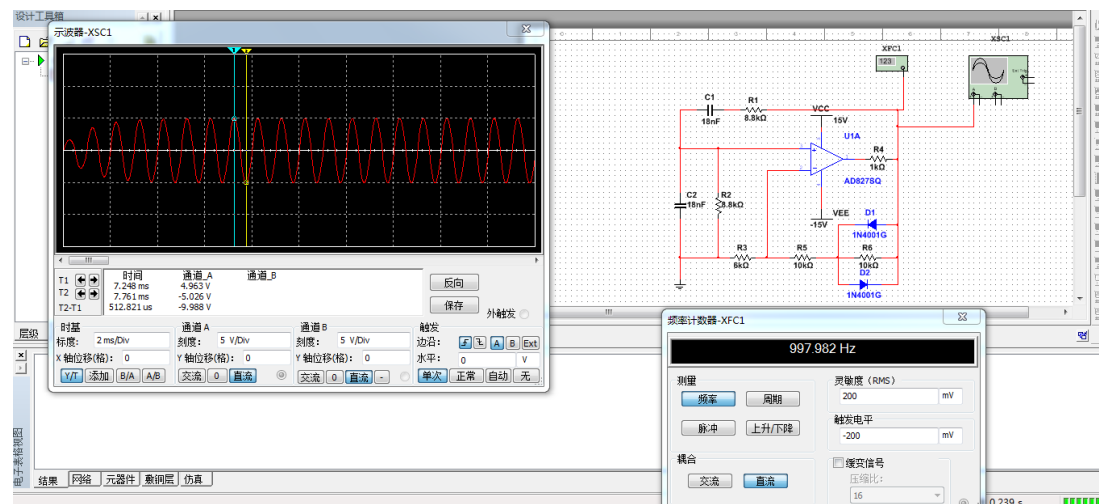 设计工具箱
示波器-XSC1
T1
T2
T2-T1
时间
7.248 ms
7.761 ms
512.821 us
通道_A
4.963 V
-5.026 V
-9.988 V
通道_B
反向
保存
外触发
时基
标度: 2 ms/Div
X 轴位移(格): 0
Y/T 添加 B/A A/B
通道 A
刻度: 5 V/Div
Y 轴位移(格): 0
交流 0 直流
通道 B
刻度: 5 V/Div
Y 轴位移(格): 0
交流 0 直流 -
触发
边沿: A B Ext
水平: 0 V
单次 正常 自动 无
层级
XFC1
123
XSC1
C1
18nF
R1
8.8kΩ
VCC
15V
U1A
AD827SQ
R4
1kΩ
C2
18nF
R2
8.8kΩ
VEE
-15V
D1
1N4001G
R3
6kΩ
R5
10kΩ
R6
10kΩ
D2
1N4001G
频率计数器-XFC1
997.982 Hz
测量
频率 周期
脉冲 上升/下降
耦合
交流 直流
灵敏度 (RMS)
200 mV
触发电平
-200 mV
缓变信号
压缩比:
16
电子表格视图
结果 网络 元器件 敷铜层 仿真
0.239 s